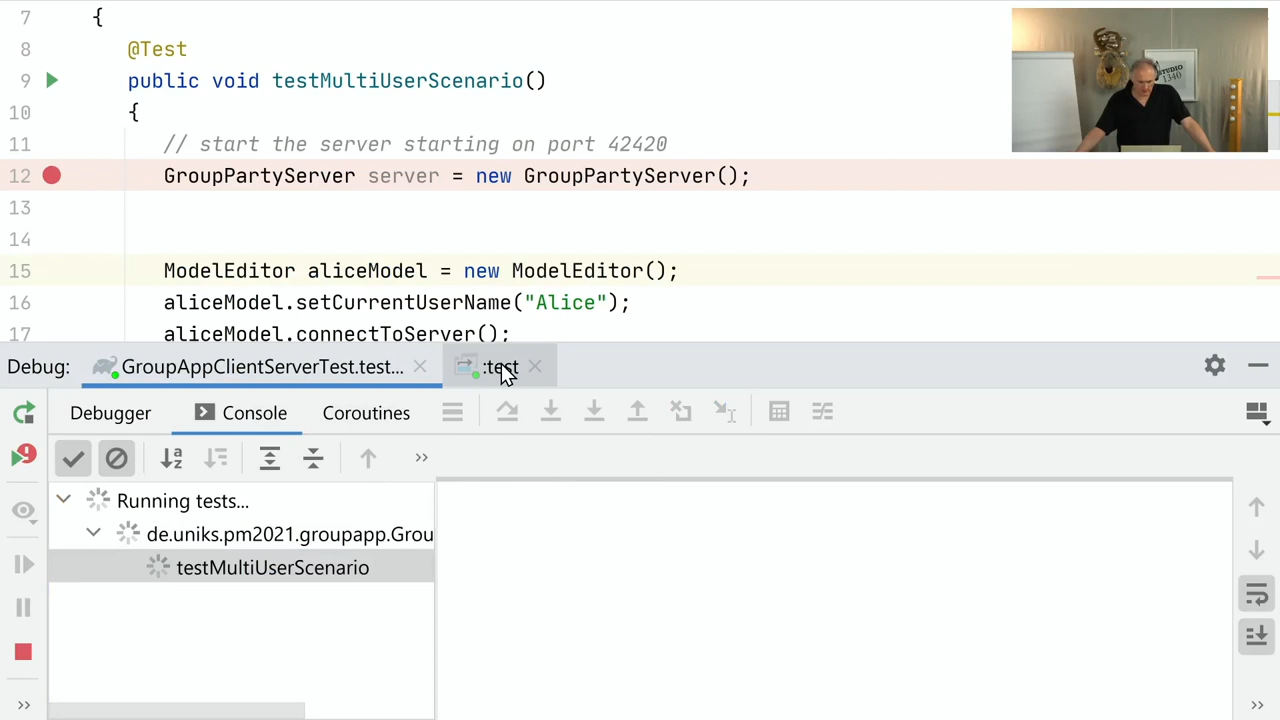 7 {
8 @Test
9 public void testMultiUserScenario()
10 {
11 // start the server starting on port 42420
12 GroupPartyServer server = new GroupPartyServer();
13
14
15 ModelEditor aliceModel = new ModelEditor();
16 aliceModel.setCurrentUserName("Alice");
17 aliceModel.connectToServer();
STUDIO
1340
Debug: GroupAppClientServerTest.test... :test
Debugger Console Coroutines
Running tests...
de.uniks.pm2021.groupapp.Grou
testMultiUserScenario